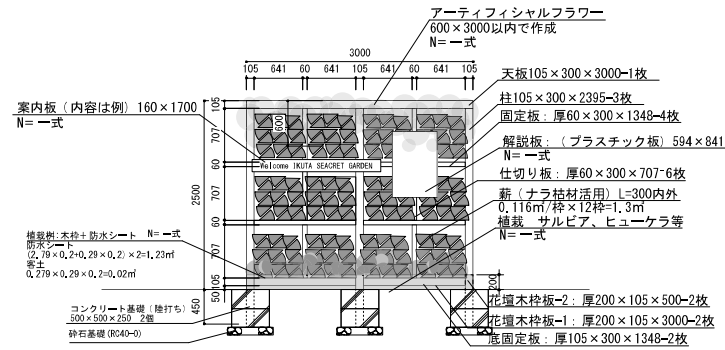 アーティフィシャルフラワー
600×3000以内で作成
N=一式
3000
105 641 60 641 105 641 60 641 105
天板105×300×3000-1枚
柱105×300×2395-3枚
固定板:厚60×300×1348-4枚
解説板:(プラスチック板)594×841
N=一式
仕切り板:厚60×300×707-6枚
薪(ナラ枯材活用)L=300内外
0.116m³/枠×12枠=1.3m³
植栽 サルビア、ヒューケラ等
N=一式
案内板(内容は例)160×1700
N=一式
105
707
60
707
60
707
105
50
450
2500
600
Welcome IKUTA SEACRET GARDEN
植栽桝:木枠+防水シート N=一式
防水シート
(2.79×0.2+0.29×0.2)×2=1.23㎡
客土
0.279×0.29×0.2=0.02㎥
200
コンクリート基礎(陸打ち)
500×500×250 2個
砕石基礎(RC40-0)
花壇木枠板-2:厚200×105×500-2枚
花壇木枠板-1:厚200×105×3000-2枚
底固定板:厚105×300×1348-2枚